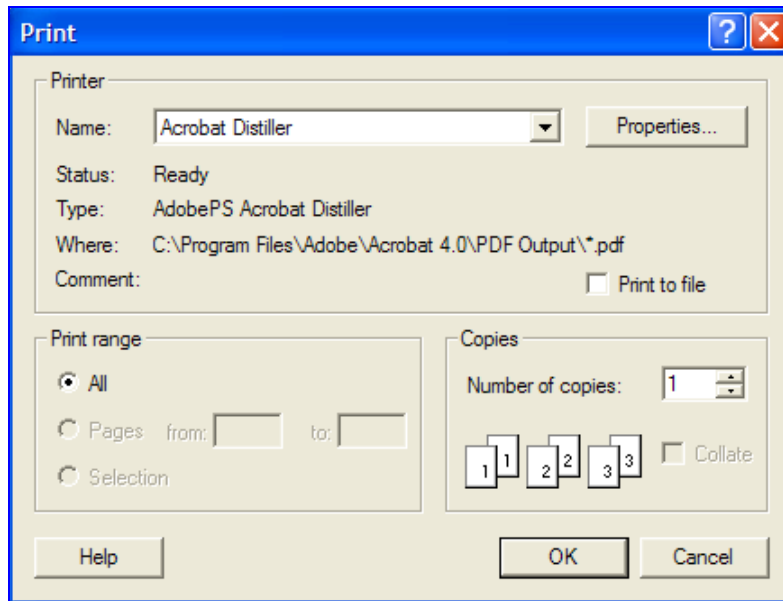 Print
Printer
Name: Acrobat Distiller Properties...
Status: Ready
Type: AdobePS Acrobat Distiller
Where: C:\Program Files\Adobe\Acrobat 4.0\PDF Output\*.pdf
Comment: Print to file
Print range
All
Pages from: to:
Selection
Copies
Number of copies: 1
1 1 2 2 3 3 Collate
Help OK Cancel